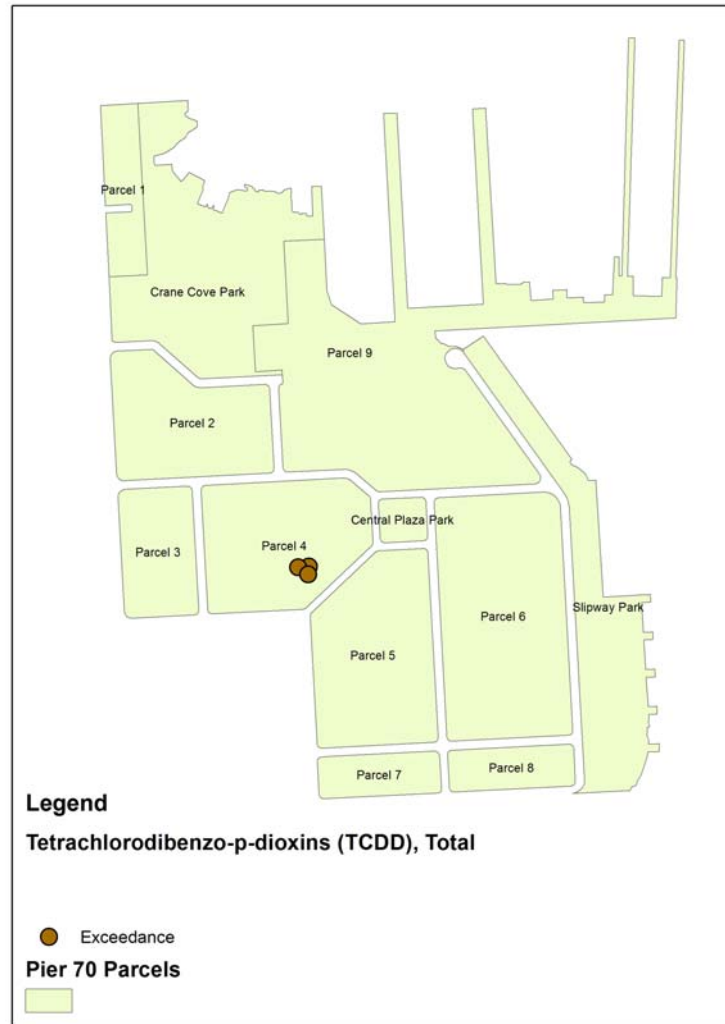 Parcel 1
Crane Cove Park
Parcel 9
Parcel 2
Central Plaza Park
Parcel 4
Parcel 3
Slipway Park
Parcel 6
Parcel 5
Parcel 8
Parcel 7
Legend
Tetrachlorodibenzo-p-dioxins (TCDD), Total
Exceedance
Pier 70 Parcels